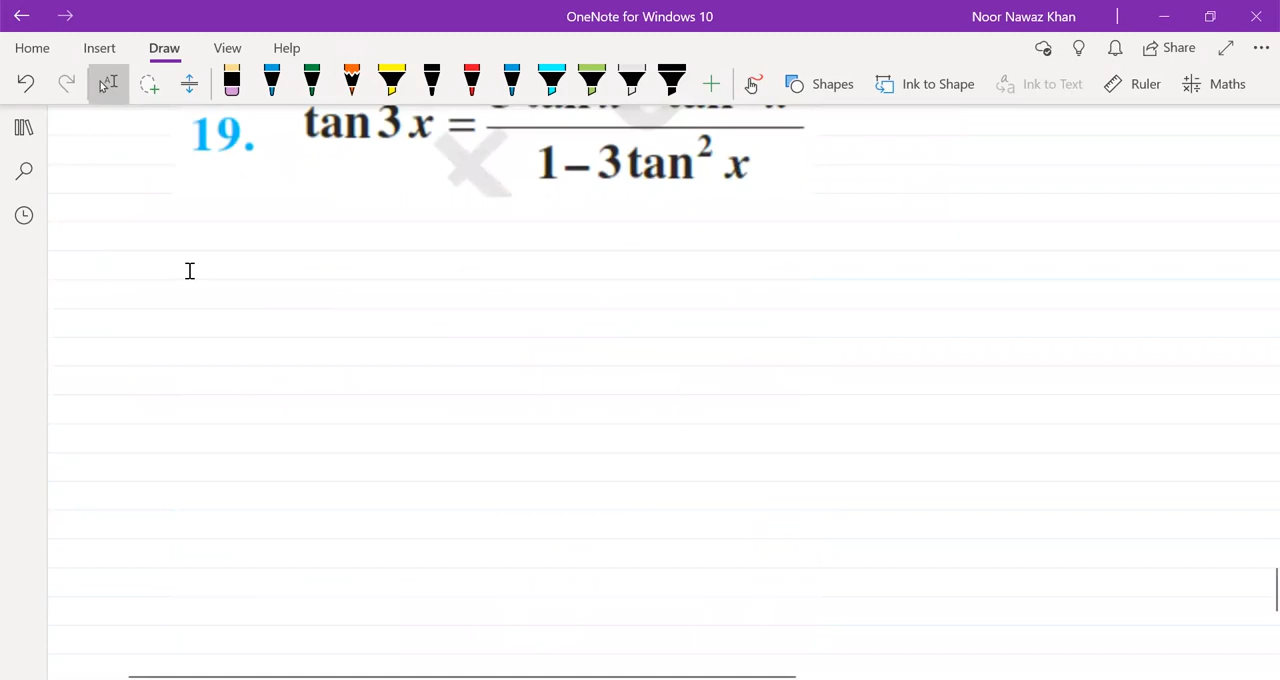 OneNote for Windows 10
Noor Nawaz Khan
Home Insert Draw View Help
Share
Shapes Ink to Shape Ink to Text Ruler Maths
19. tan 3x =
1 – 3 tan² x